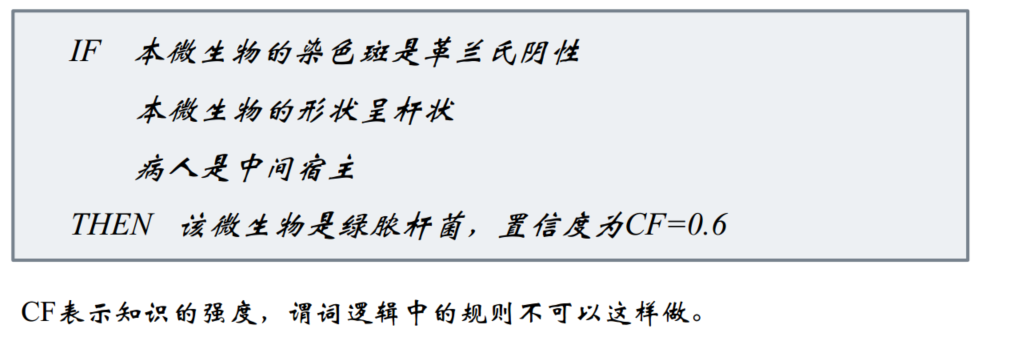 IF 本微生物的染色斑是革兰氏阴性
本微生物的形状呈杆状
病人是中间宿主
THEN 该微生物是绿脓杆菌，置信度为CF=0.6
CF表示知识的强度，谓词逻辑中的规则不可以这样做。